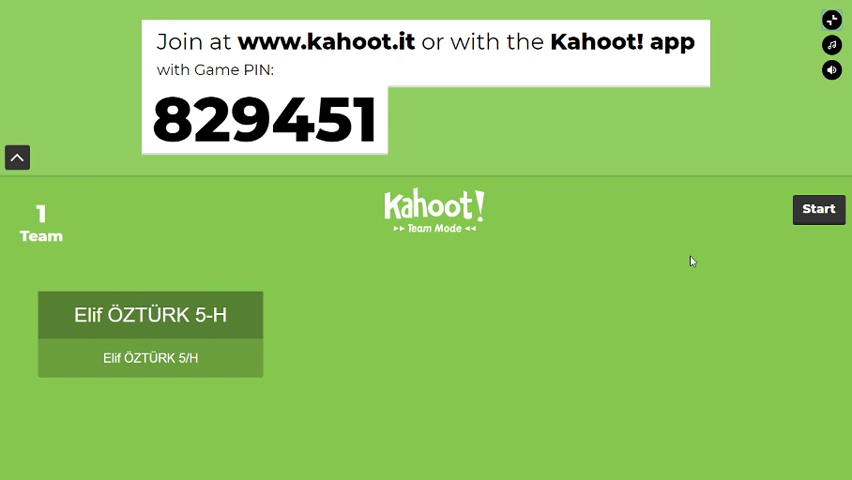 Join at www.kahoot.it or with the Kahoot! app
with Game PIN:
829451
1
Team
Kahoot!
Team Mode
Start
Elif ÖZTÜRK 5-H
Elif ÖZTÜRK 5/H